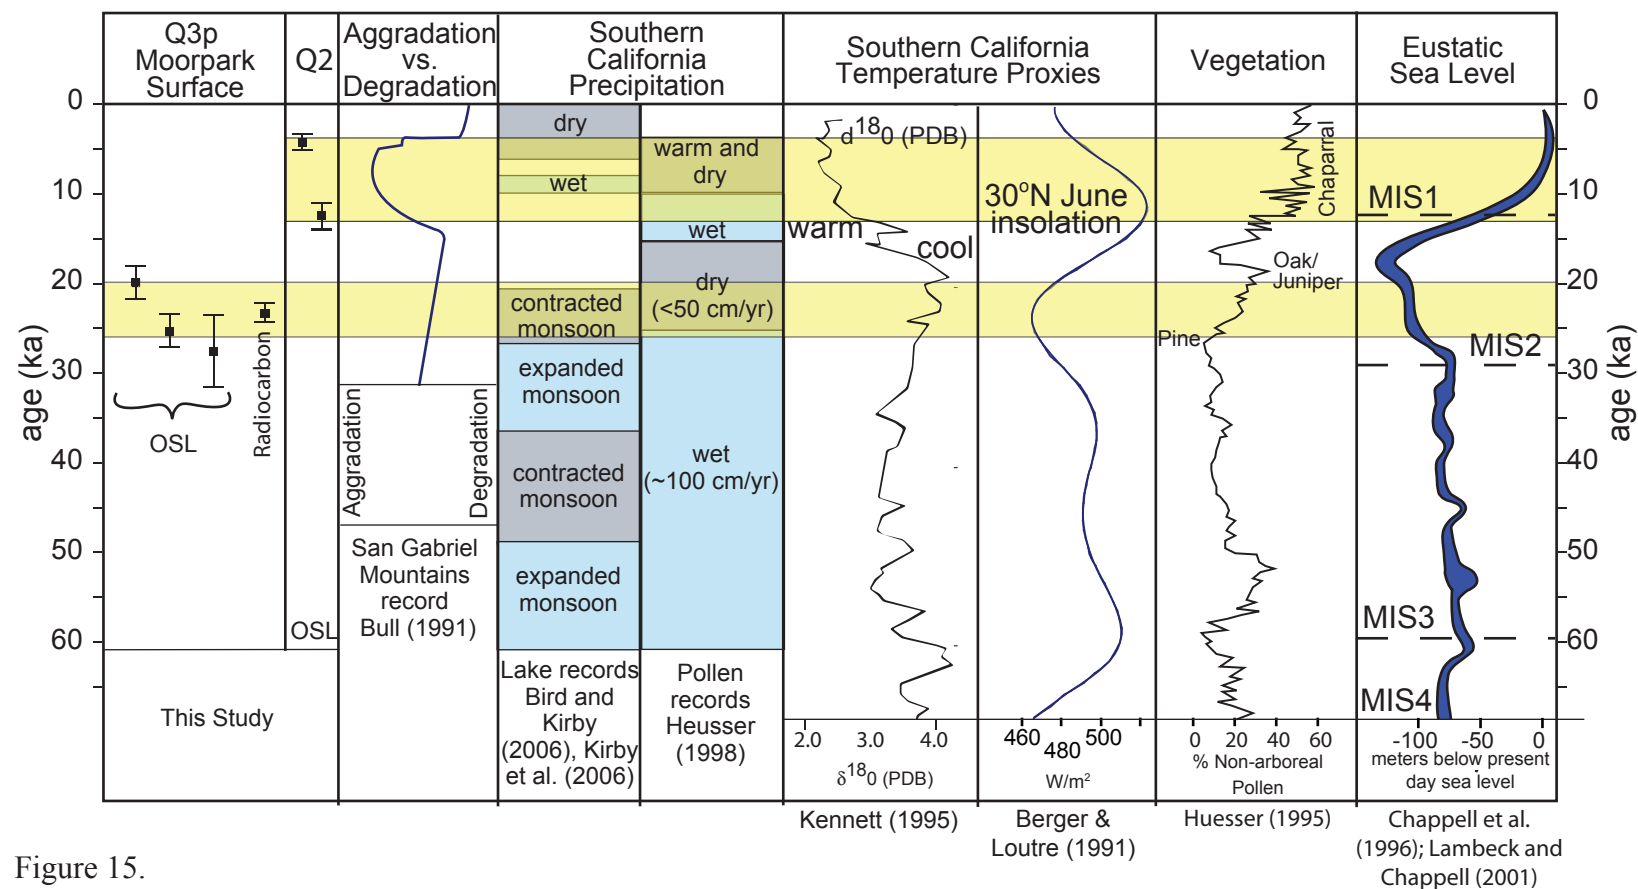 Q3p
Moorpark
Surface
Q2
Aggradation
vs.
Degradation
Southern
California
Precipitation
Southern California
Temperature Proxies
Vegetation
Eustatic
Sea Level
0
10
20
30
40
50
60
age (ka)
OSL
Radiocarbon
OSL
This Study
Aggradation
Degradation
San Gabriel
Mountains
record
Bull (1991)
dry
wet
contracted
monsoon
expanded
monsoon
contracted
monsoon
expanded
monsoon
Lake records
Bird and
Kirby
(2006), Kirby
et al. (2006)
warm and
dry
wet
dry
(<50 cm/yr)
wet
(~100 cm/yr)
Pollen
records
Heusser
(1998)
d180 (PDB)
warm
cool
2.0 3.0 4.0
δ180 (PDB)
Kennett (1995)
30oN June
insolation
460 480 500
W/m2
Berger &
Loutre (1991)
Chaparral
Oak/
Juniper
Pine
0 20 40 60
% Non-arboreal
Pollen
Huesser (1995)
MIS1
MIS2
MIS3
MIS4
-100 -50 0
meters below present
day sea level
Chappell et al.
(1996); Lambeck and
Chappell (2001)
0
10
20
30
40
50
60
age (ka)
Figure 15.